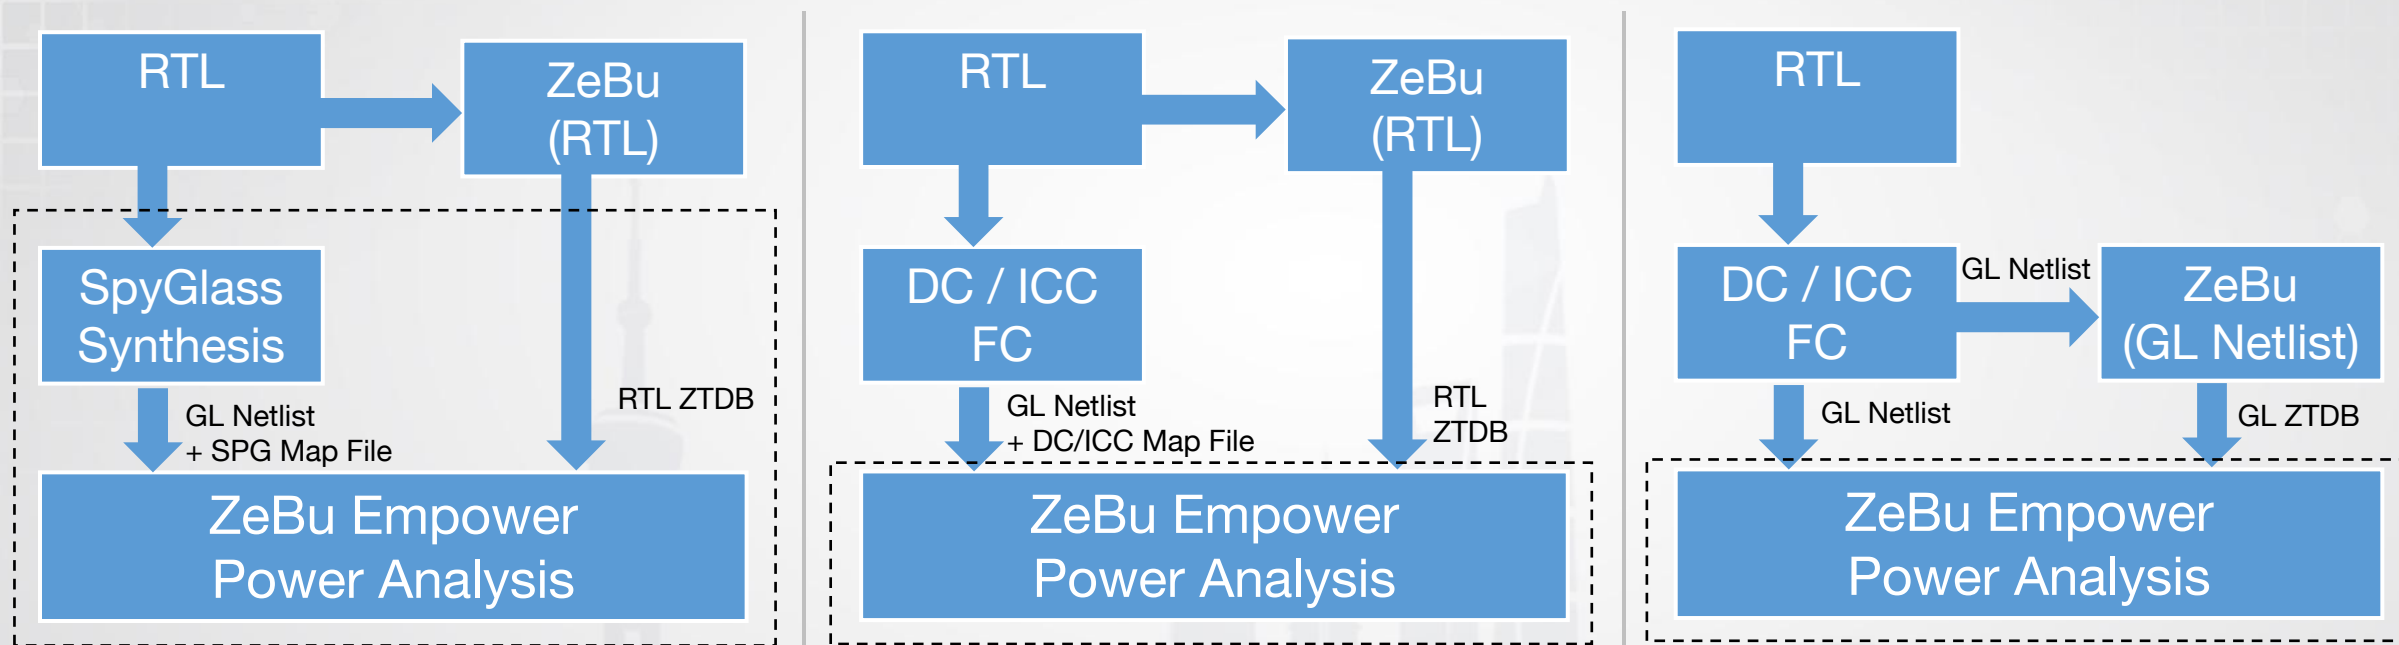 RTL
ZeBu
(RTL)
SpyGlass
Synthesis
GL Netlist
+ SPG Map File
RTL ZTDB
ZeBu Empower
Power Analysis
RTL
ZeBu
(RTL)
DC / ICC
FC
GL Netlist
+ DC/ICC Map File
RTL
ZTDB
ZeBu Empower
Power Analysis
RTL
DC / ICC
FC
GL Netlist
ZeBu
(GL Netlist)
GL Netlist
GL ZTDB
ZeBu Empower
Power Analysis